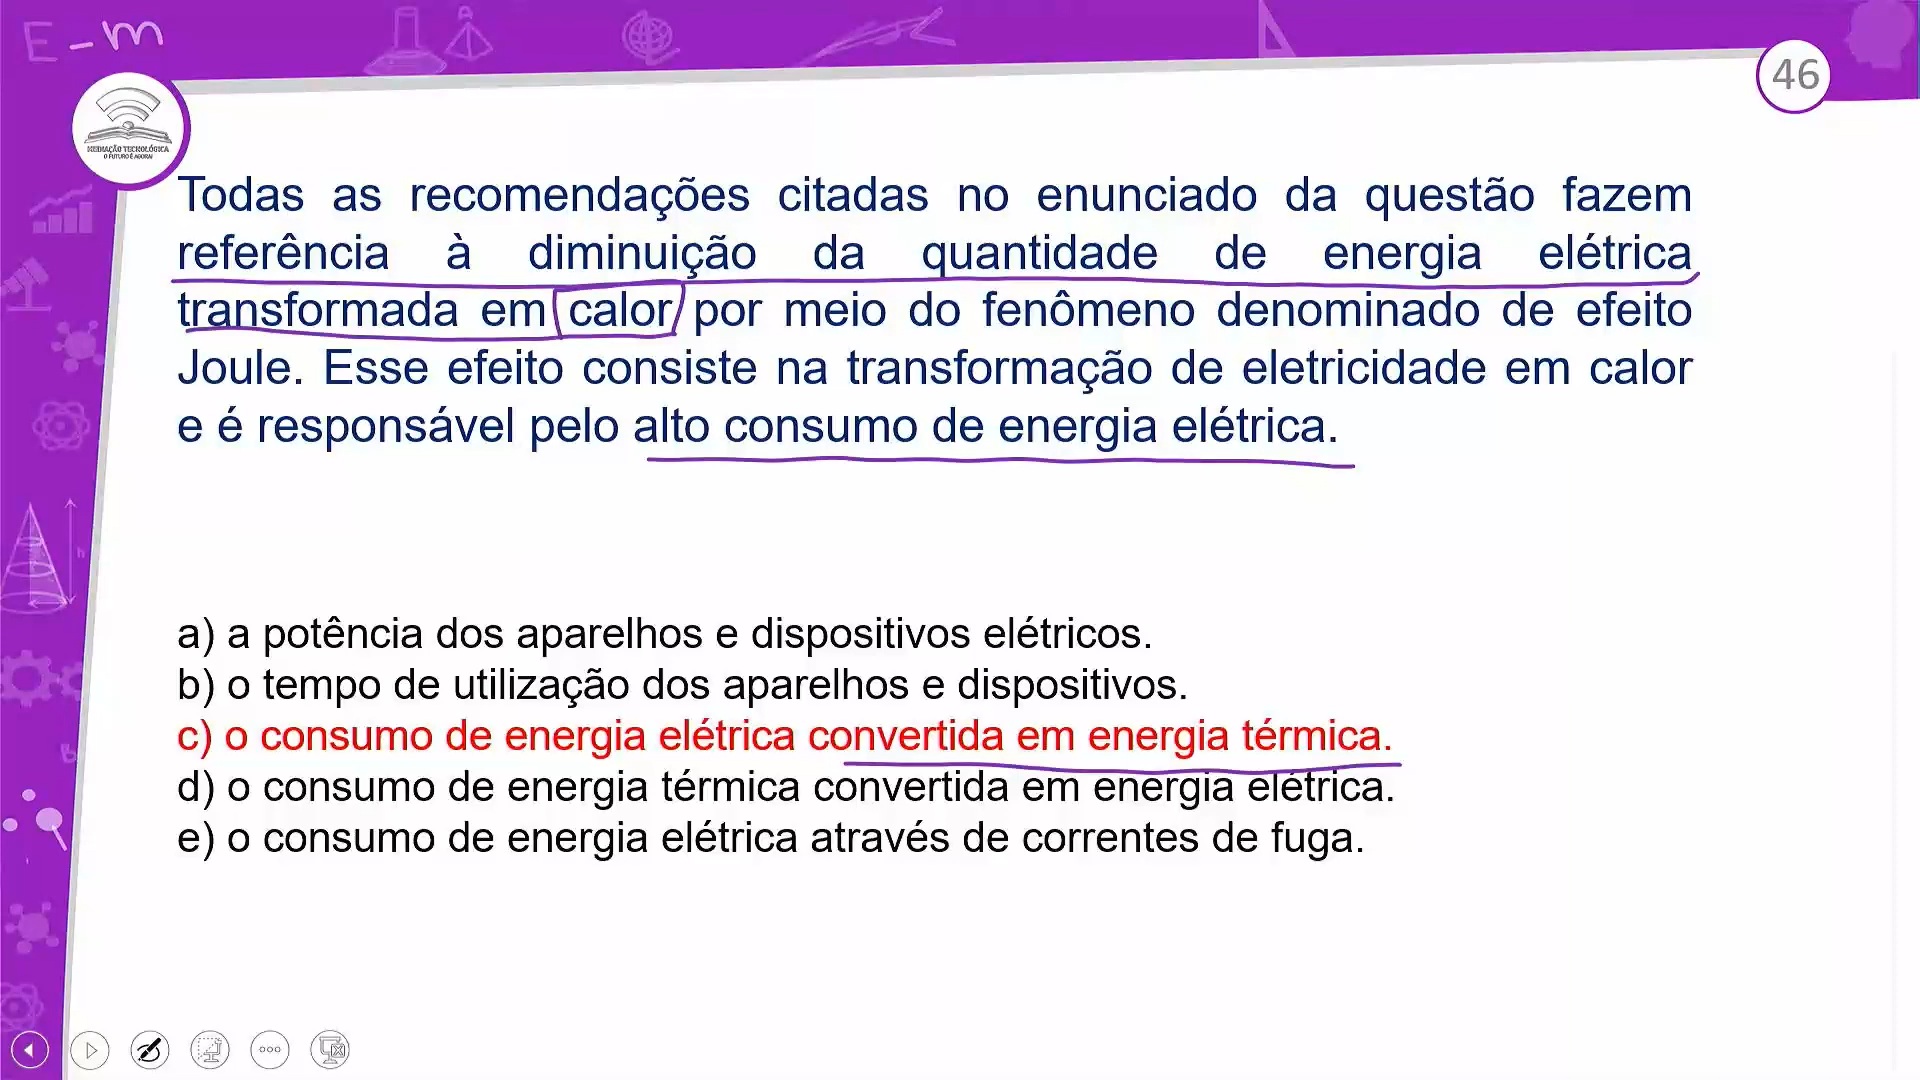 E - m
46
MEDIAÇÃO TECNOLÓGICA
O FUTURO É AGORA!
Todas as recomendações citadas no enunciado da questão fazem
referência à diminuição da quantidade de energia elétrica
transformada em calor por meio do fenômeno denominado de efeito
Joule. Esse efeito consiste na transformação de eletricidade em calor
e é responsável pelo alto consumo de energia elétrica.
a) a potência dos aparelhos e dispositivos elétricos.
b) o tempo de utilização dos aparelhos e dispositivos.
c) o consumo de energia elétrica convertida em energia térmica.
d) o consumo de energia térmica convertida em energia elétrica.
e) o consumo de energia elétrica através de correntes de fuga.